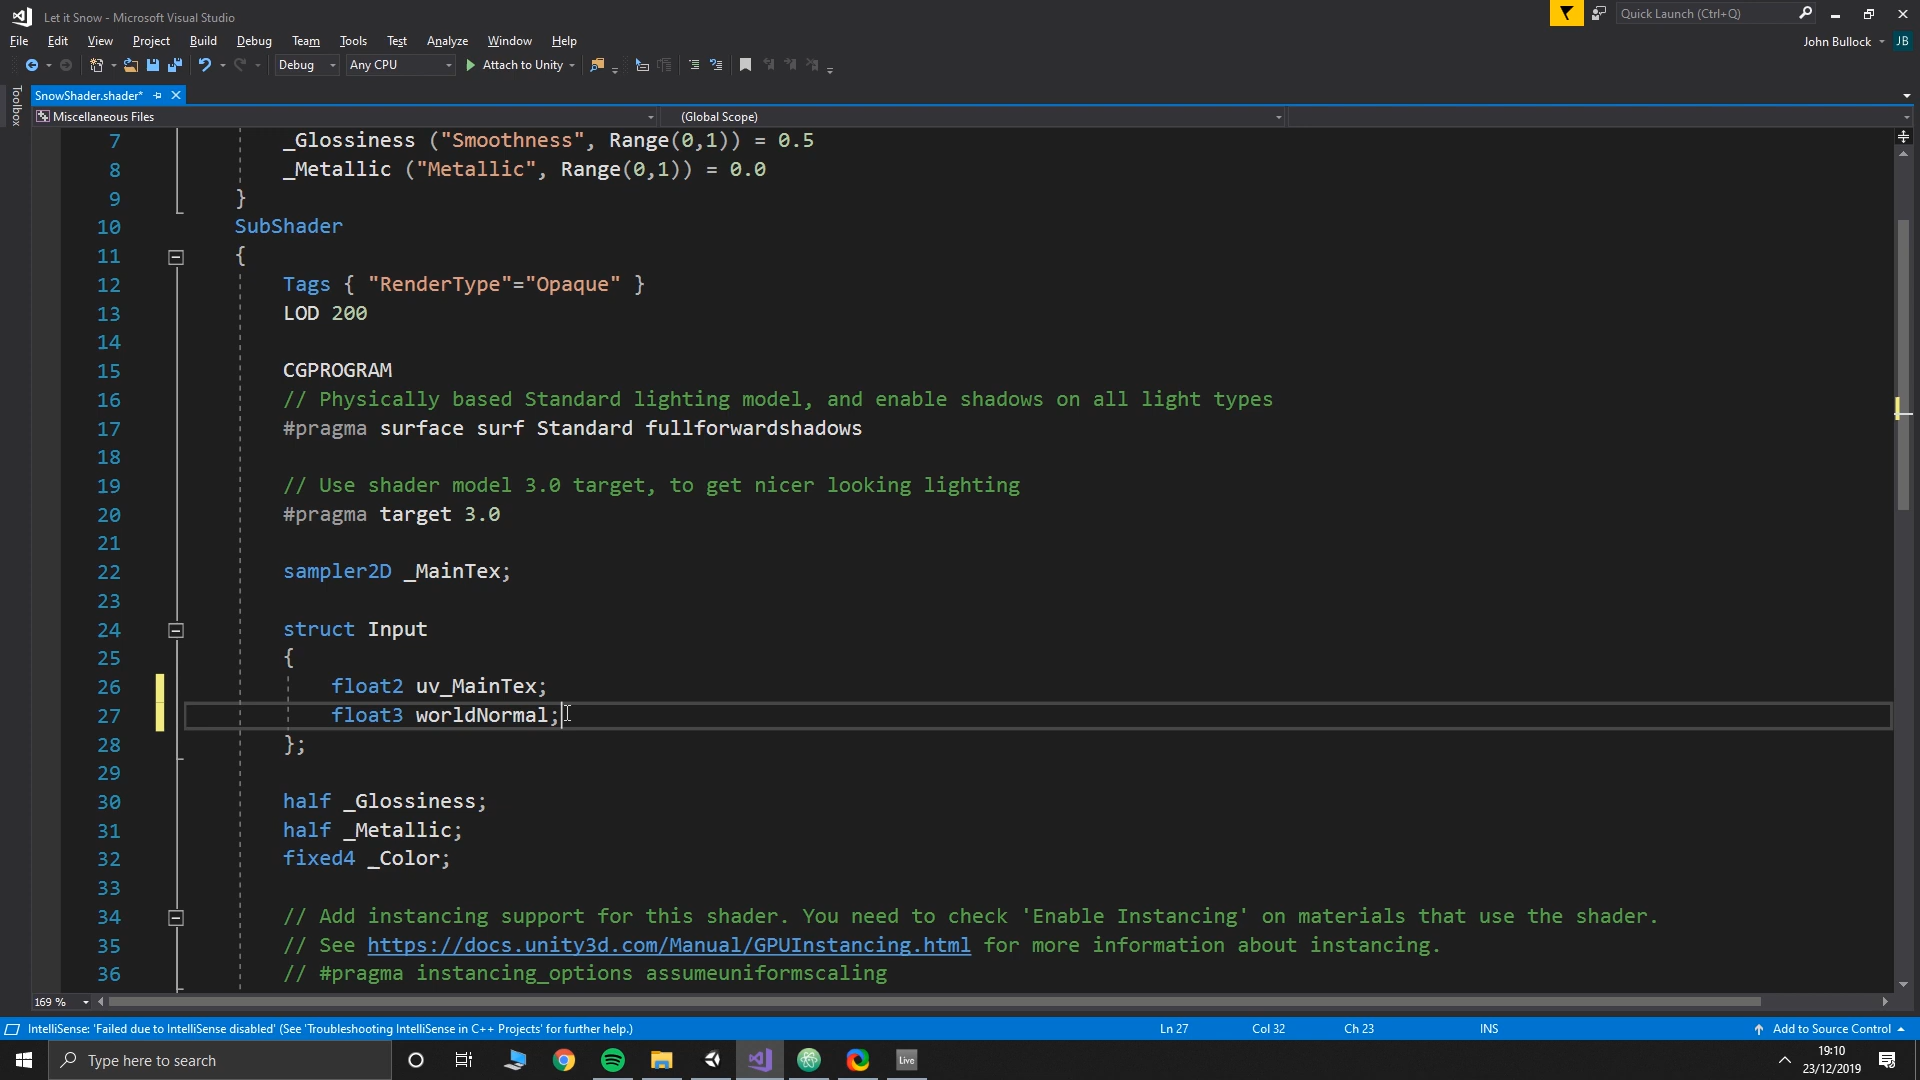 Let it Snow - Microsoft Visual Studio
Quick Launch (Ctrl+Q)
File Edit View Project Build Debug Team Tools Test Analyze Window Help
John Bullock JB
Debug Any CPU Attach to Unity
SnowShader.shader*
Toolbox
Miscellaneous Files (Global Scope)
7 _Glossiness ("Smoothness", Range(0,1)) = 0.5
8 _Metallic ("Metallic", Range(0,1)) = 0.0
9 }
10 SubShader
11 {
12 Tags { "RenderType"="Opaque" }
13 LOD 200
14
15 CGPROGRAM
16 // Physically based Standard lighting model, and enable shadows on all light types
17 #pragma surface surf Standard fullforwardshadows
18
19 // Use shader model 3.0 target, to get nicer looking lighting
20 #pragma target 3.0
21
22 sampler2D _MainTex;
23
24 struct Input
25 {
26 float2 uv_MainTex;
27 float3 worldNormal;
28 };
29
30 half _Glossiness;
31 half _Metallic;
32 fixed4 _Color;
33
34 // Add instancing support for this shader. You need to check 'Enable Instancing' on materials that use the shader.
35 // See https://docs.unity3d.com/Manual/GPUInstancing.html for more information about instancing.
36 // #pragma instancing_options assumeuniformscaling
169 %
IntelliSense: 'Failed due to IntelliSense disabled' (See 'Troubleshooting IntelliSense in C++ Projects' for further help.) Ln 27 Col 32 Ch 23 INS Add to Source Control
Type here to search
Live
19:10
23/12/2019